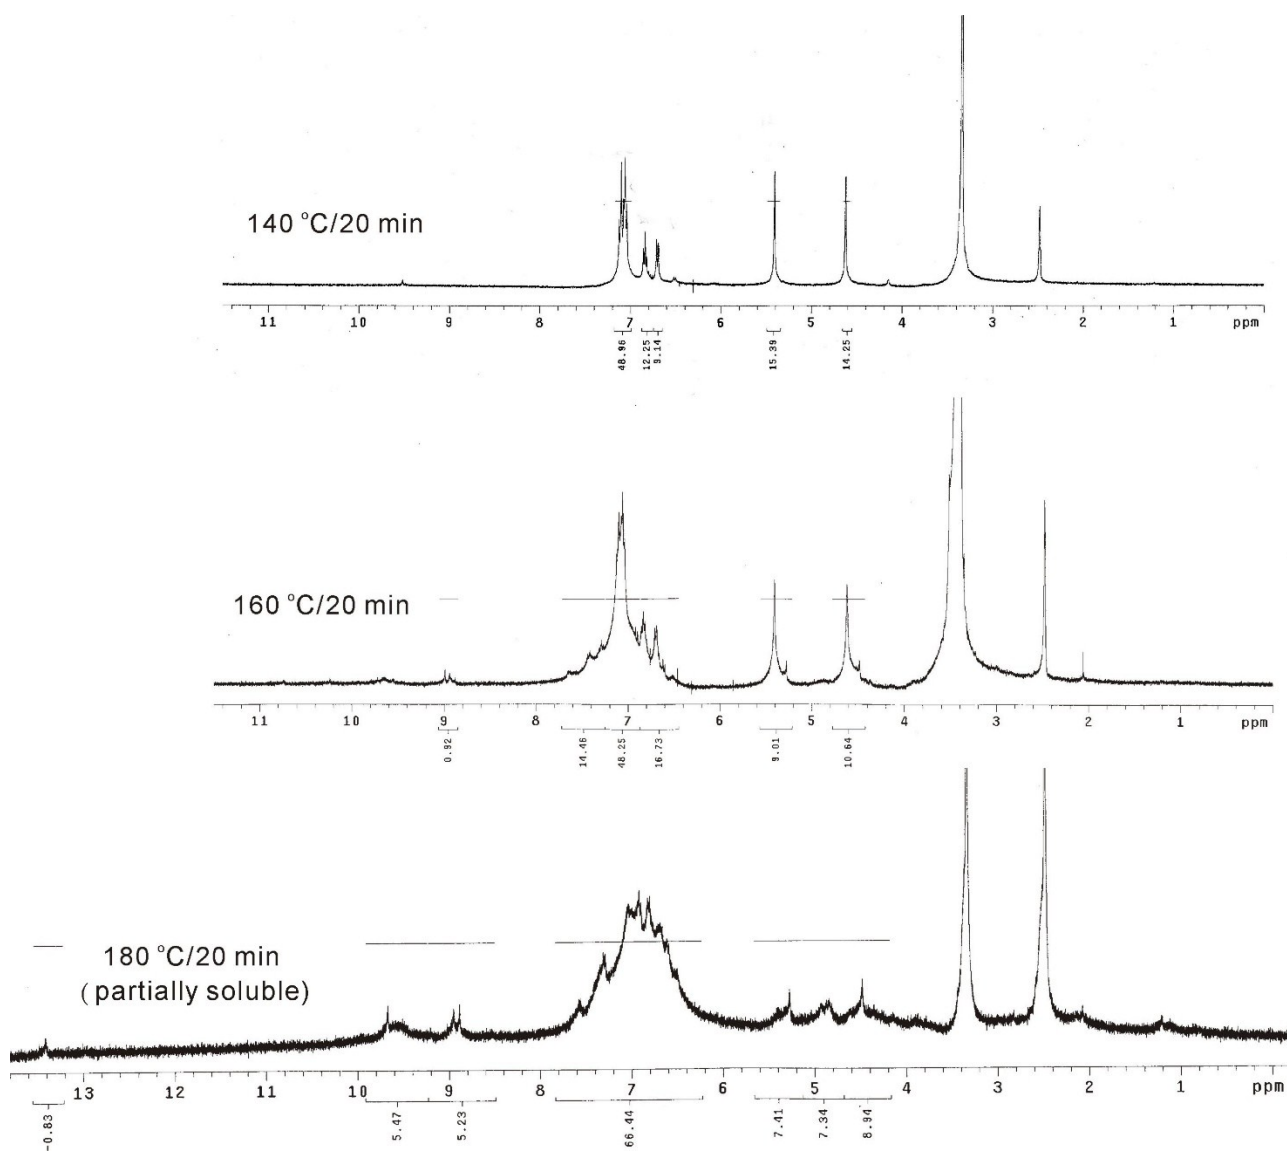 140 °C/20 min
11 10 9 8 7 6 5 4 3 2 1 ppm
48.96 12.25 9.14 15.39 14.25
160 °C/20 min
11 10 9 8 7 6 5 4 3 2 1 ppm
0.92 14.46 48.25 16.73 9.01 10.64
180 °C/20 min
(partially soluble)
13 12 11 10 9 8 7 6 5 4 3 2 1 ppm
-0.83 5.47 5.23 66.44 7.41 7.34 8.94